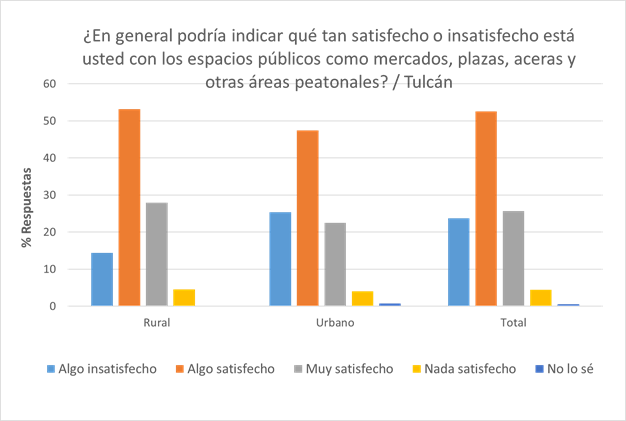 ¿En general podría indicar qué tan satisfecho o insatisfecho está
usted con los espacios públicos como mercados, plazas, aceras y
otras áreas peatonales? / Tulcán
60
50
40
30
20
10
0
% Respuestas
Rural Urbano Total
Algo insatisfecho Algo satisfecho Muy satisfecho Nada satisfecho No lo sé